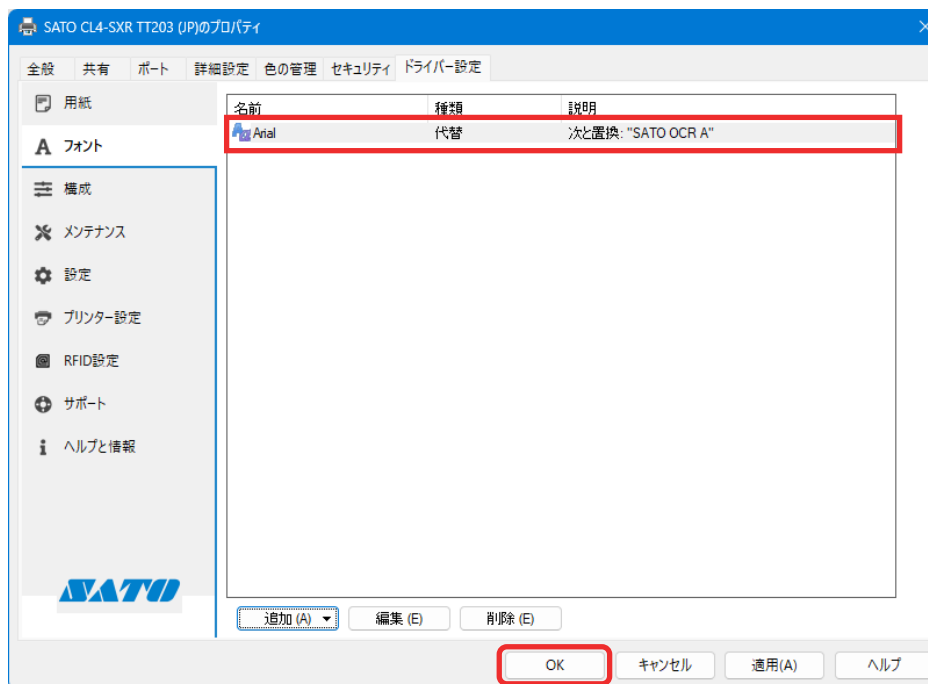 SATO CL4-SXR TT203 (JP)のプロパティ
全般 共有 ポート 詳細設定 色の管理 セキュリティ ドライバー設定
用紙
フォント
構成
メンテナンス
設定
プリンター設定
RFID設定
サポート
ヘルプと情報
SATO
名前 種類 説明
Arial 代替 次と置換: "SATO OCR A"
追加 (A) 編集 (E) 削除 (E)
OK キャンセル 適用(A) ヘルプ